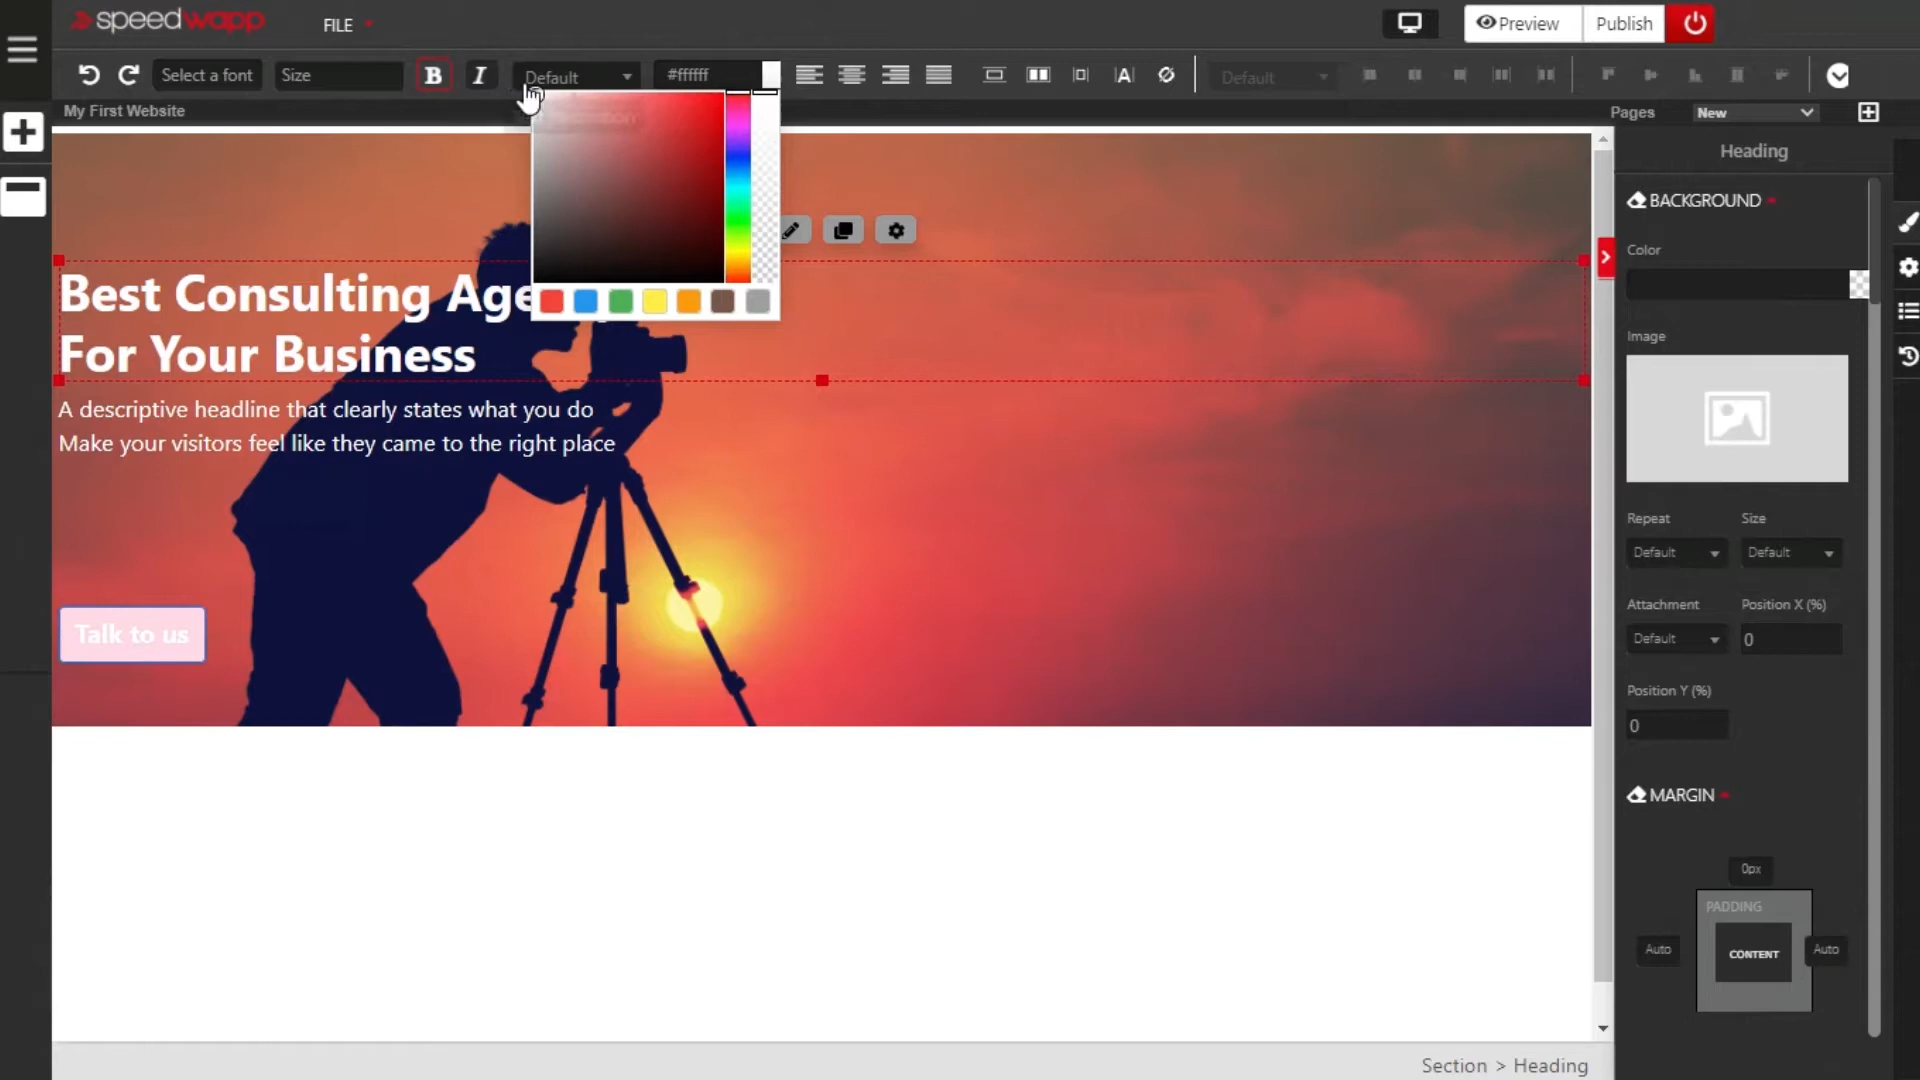 speedwapp
FILE
Preview
Publish
Select a font
Size
B
I
Default
#ffffff
A
Default
My First Website
Pages
New
Heading
BACKGROUND
Color
Image
Repeat
Size
Default
Default
Attachment
Position X (%)
Default
0
Position Y (%)
0
MARGIN
0px
PADDING
Auto
CONTENT
Auto
Best Consulting Age
For Your Business
A descriptive headline that clearly states what you do
Make your visitors feel like they came to the right place
Talk to us
Section > Heading